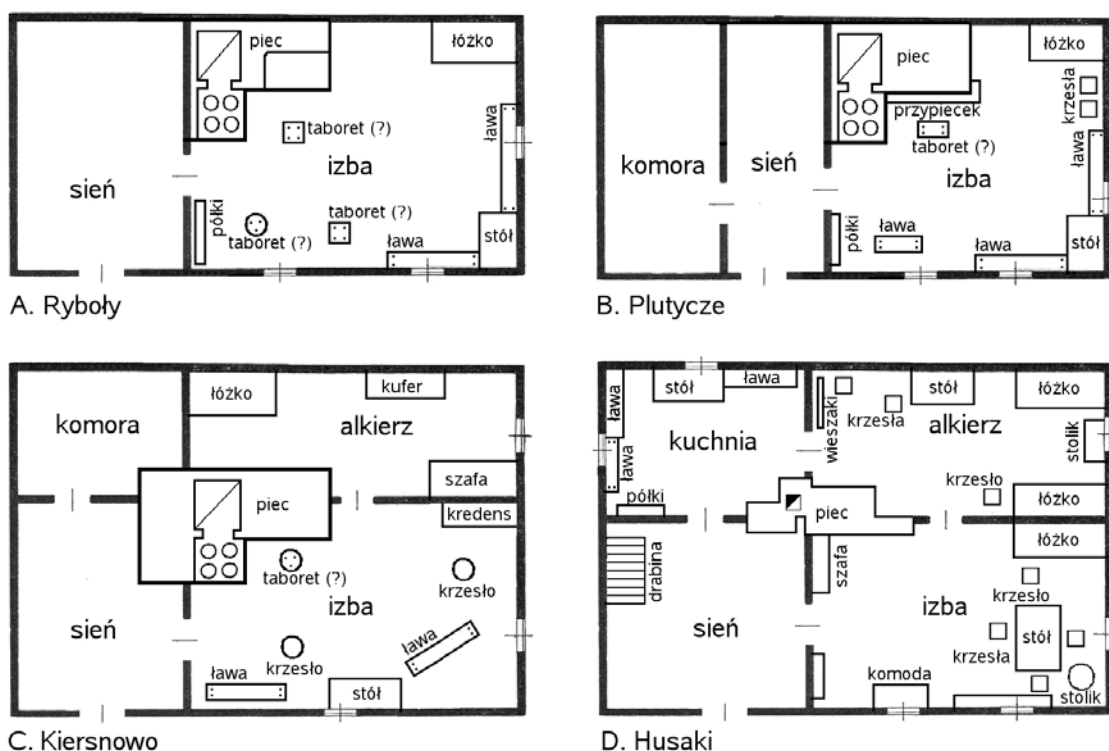 piec
łóżko
ława
taboret (?)
izba
sień
półki
taboret (?)
taboret (?)
ława
stół
A. Ryboły
piec
łóżko
krzesła
przypiecek
taboret (?)
ława
komora
sień
izba
półki
ława
ława
stół
B. Plutycze
łóżko
kufer
komora
alkierz
szafa
piec
kredens
taboret (?)
krzesło
izba
sień
ława
krzesło
ława
stół
C. Kiersnowo
ława
stół
ława
wieszaki
krzesła
stół
łóżko
kuchnia
alkierz
stolik
ława
półki
krzesło
łóżko
piec
drabina
szafa
łóżko
krzesło
izba
sień
stół
krzesła
komoda
stolik
D. Husaki